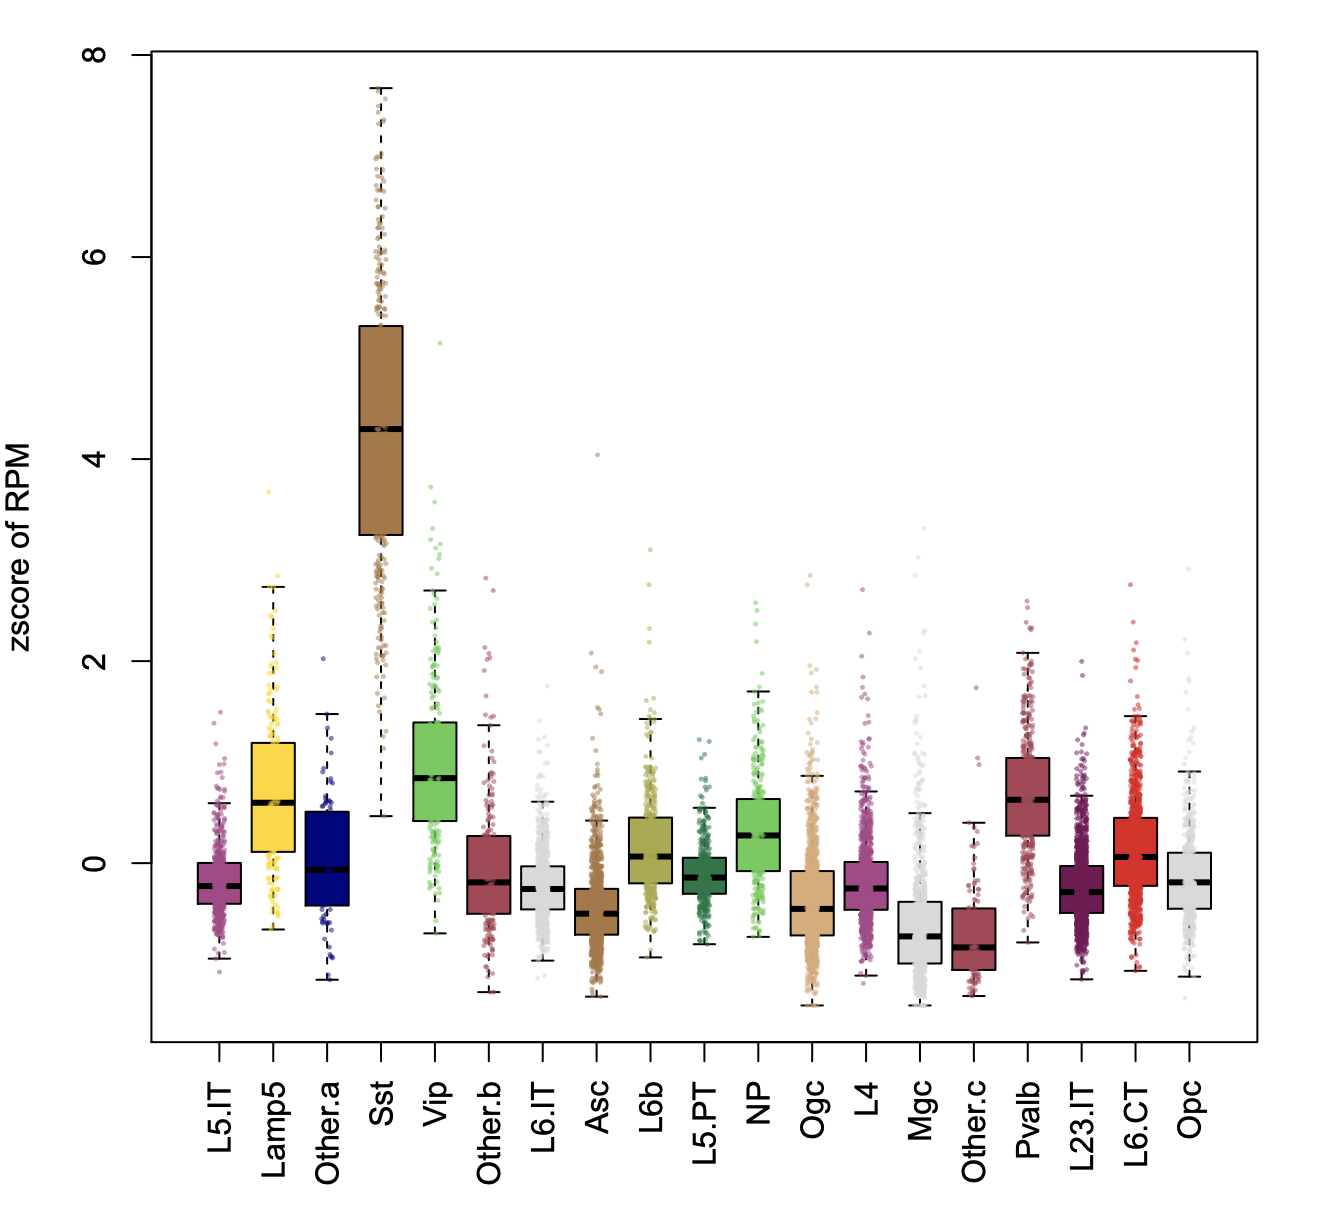 zscore of RPM
8
6
4
2
0
L5.IT
Lamp5
Other.a
Sst
Vip
Other.b
L6.IT
Asc
L6b
L5.PT
NP
Ogc
L4
Mgc
Other.c
Pvalb
L23.IT
L6.CT
Opc